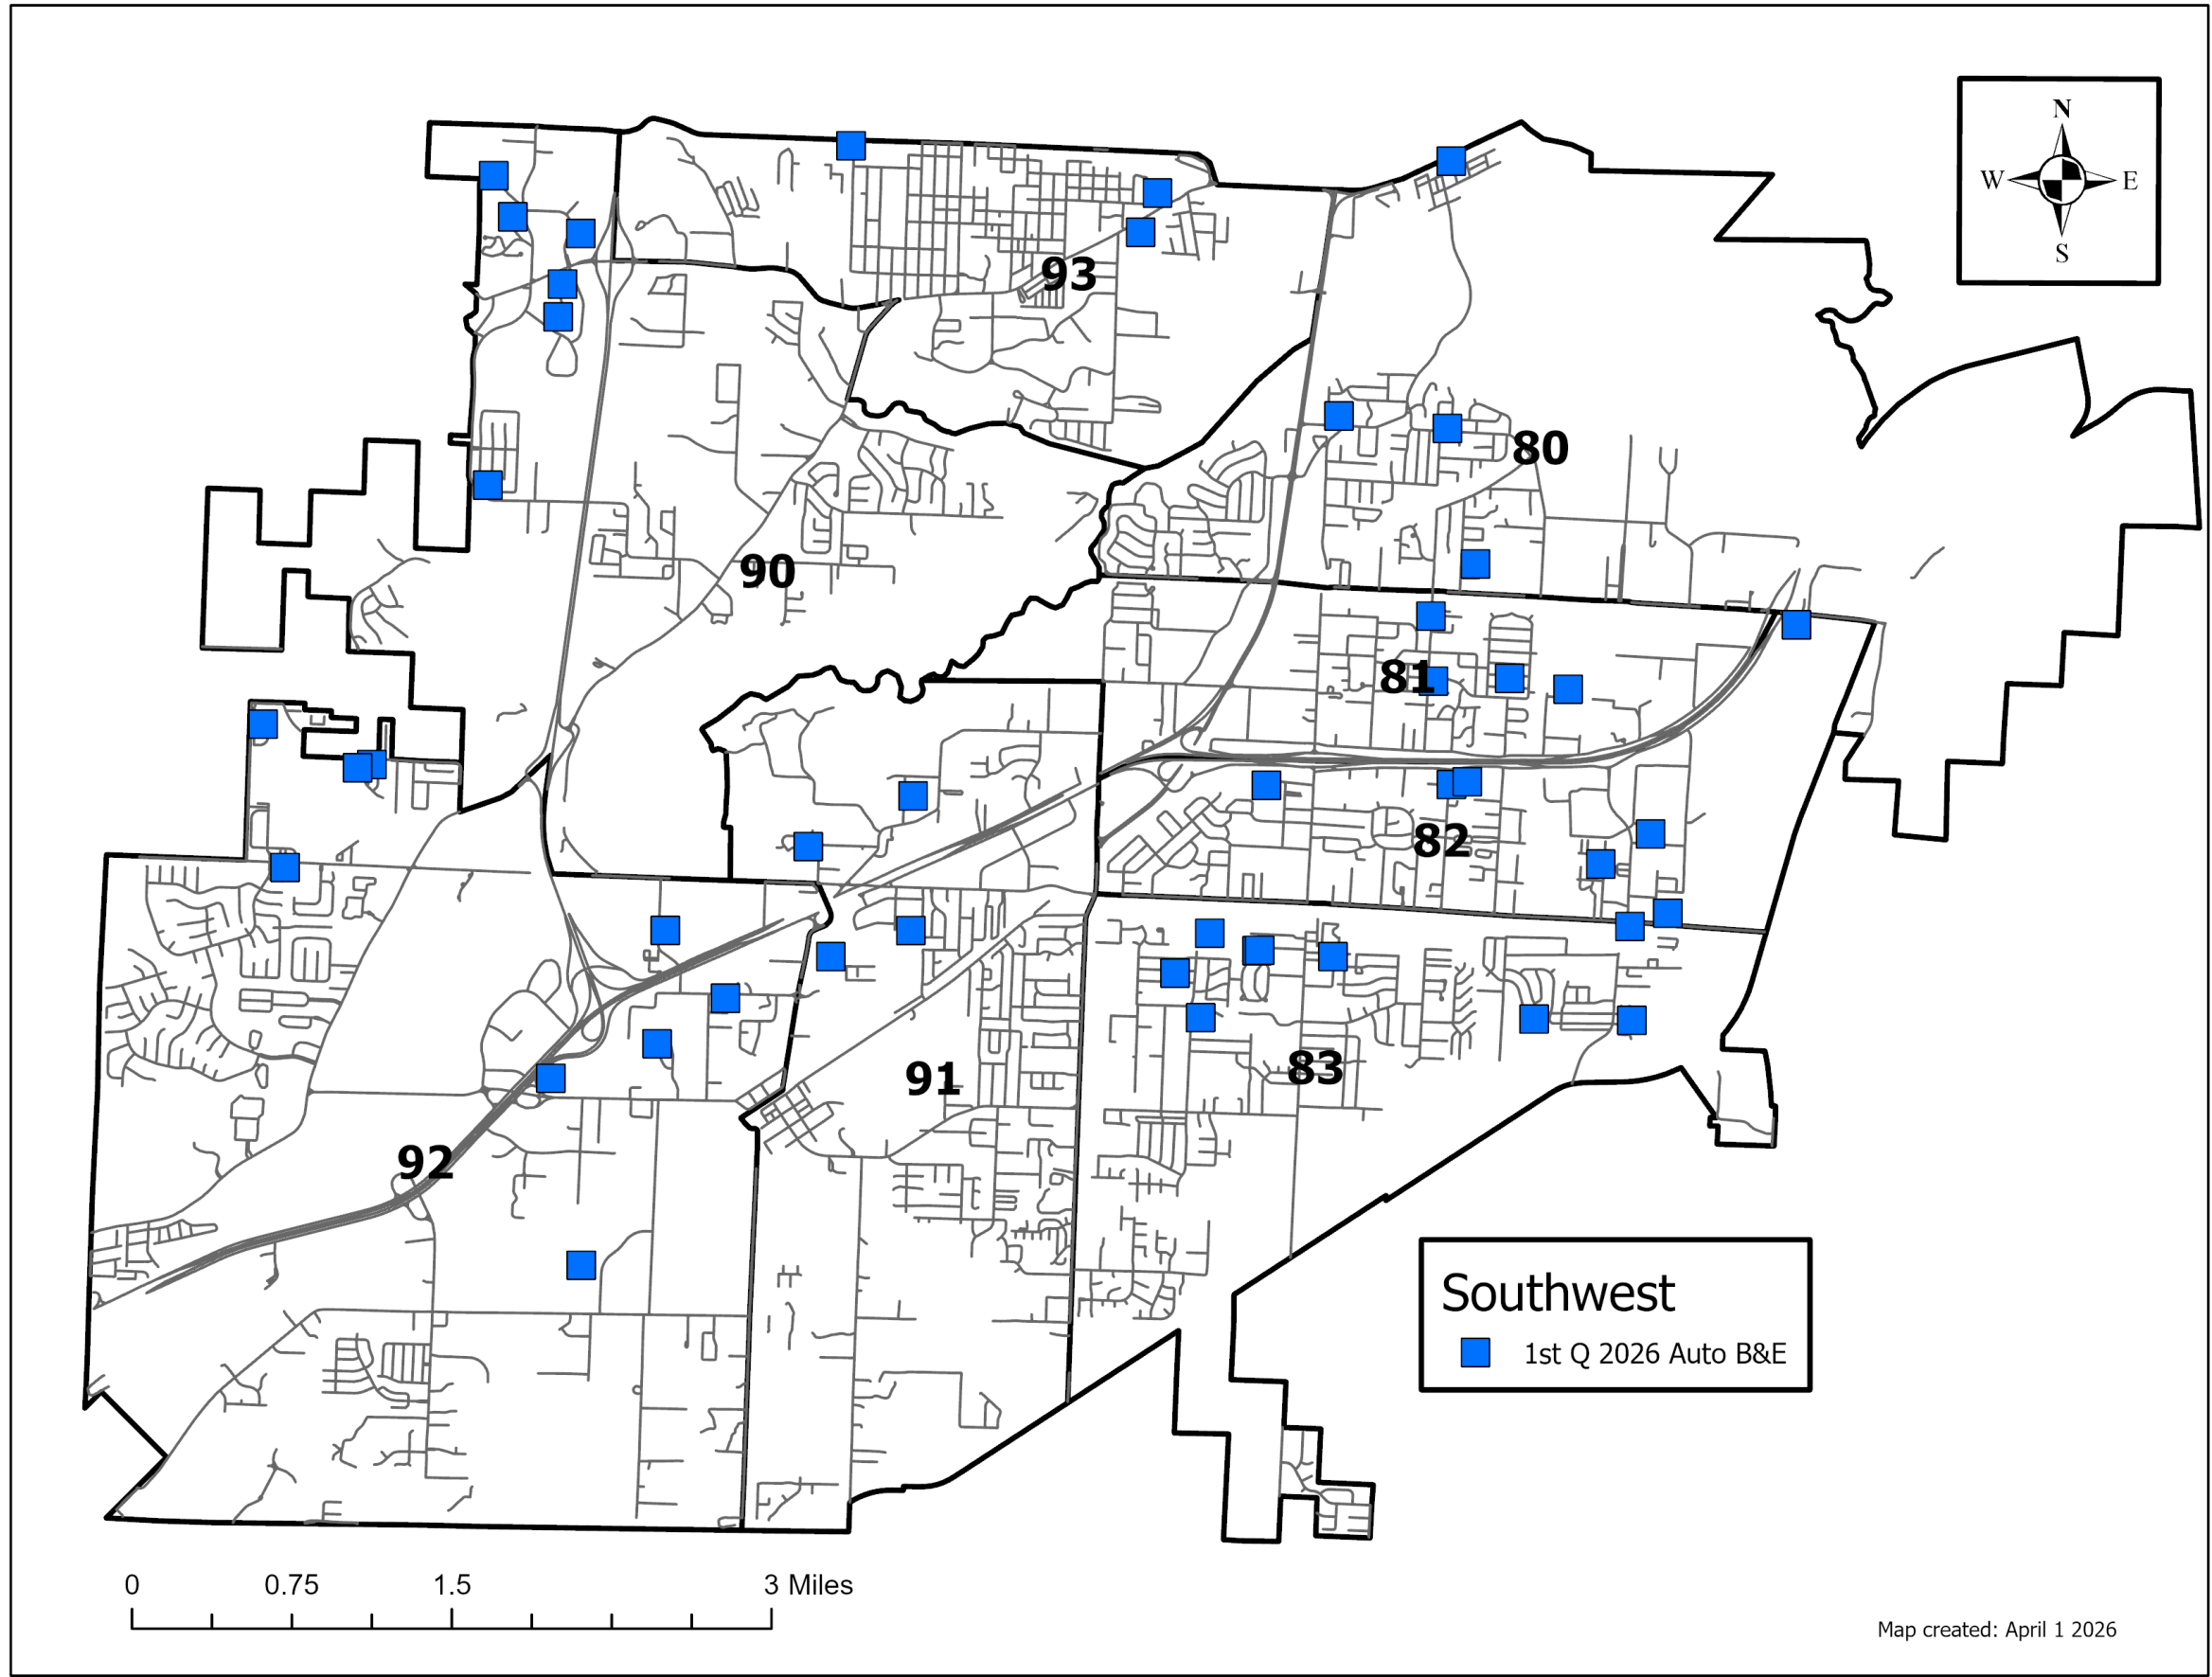 N
W E
S
93
80
90
81
82
91
83
92
Southwest
1st Q 2026 Auto B&E
0 0.75 1.5 3 Miles
Map created: April 1 2026